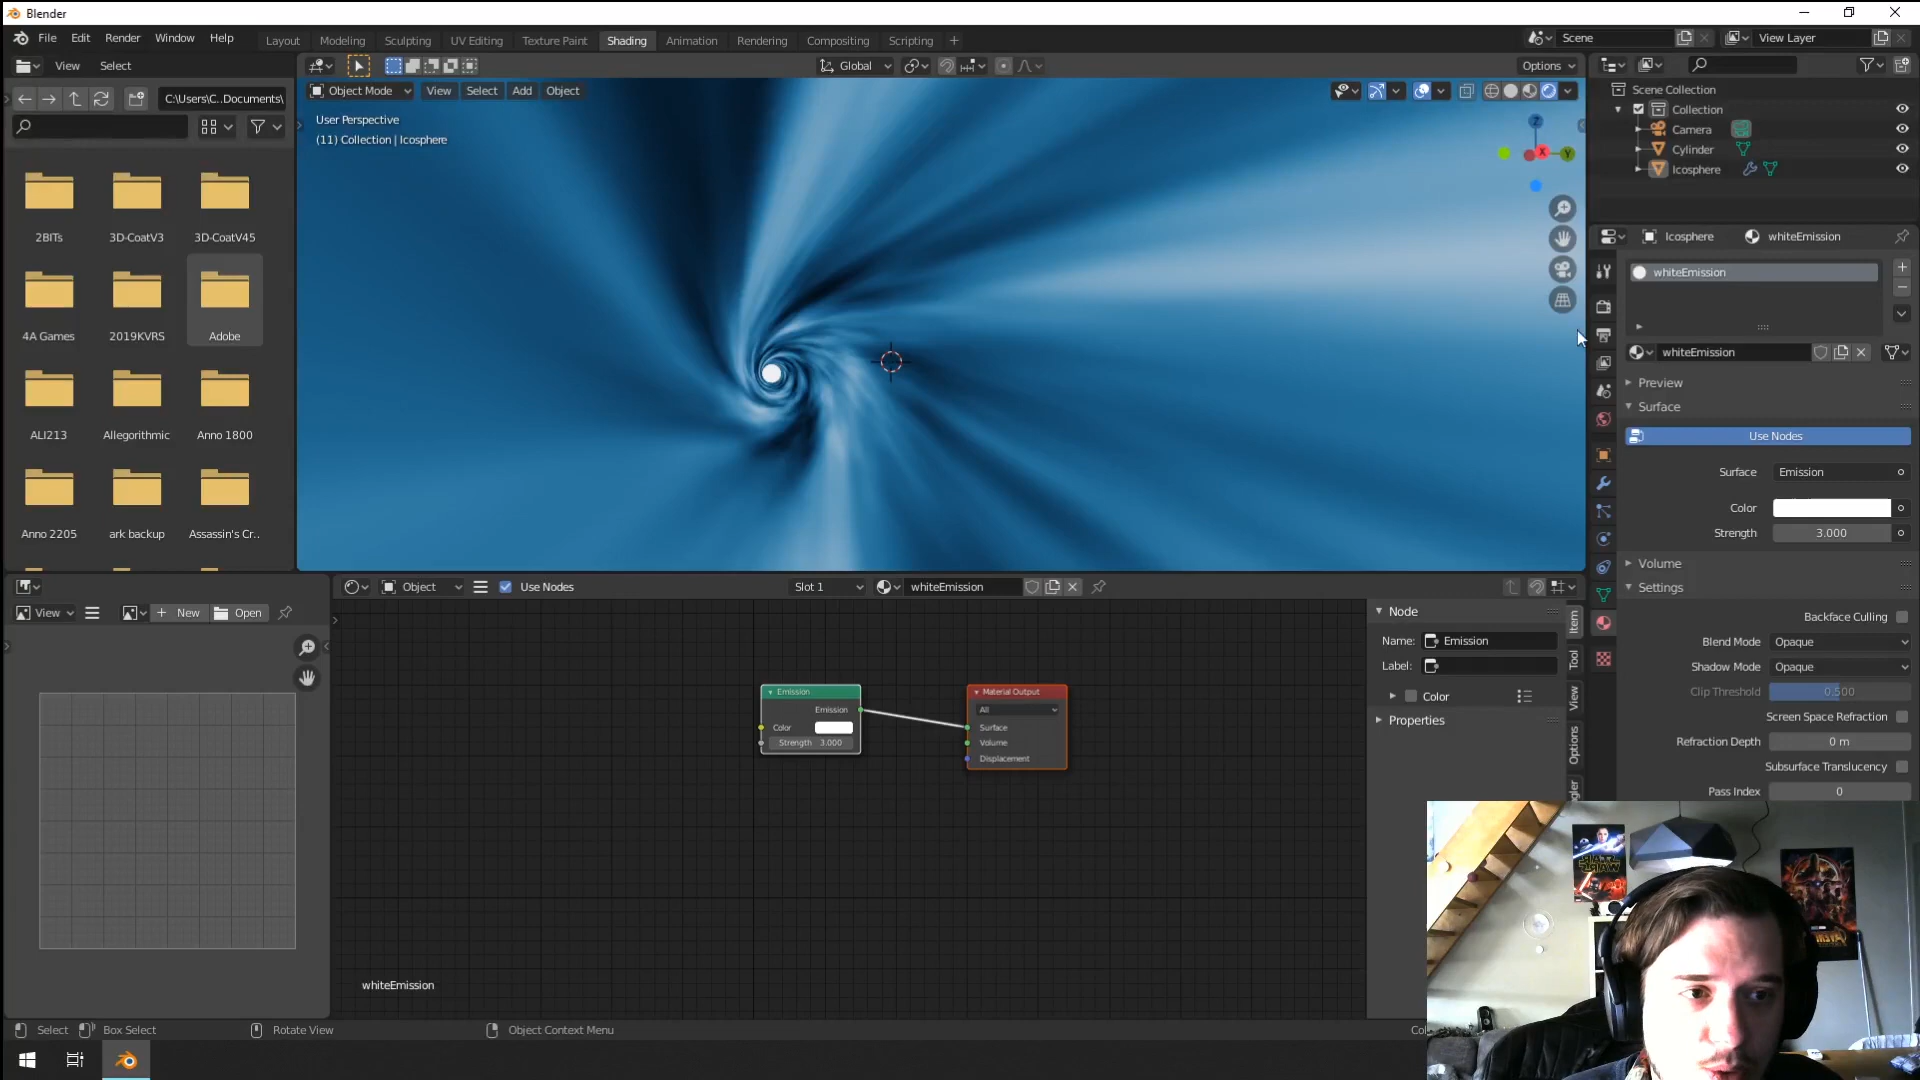 Blender
File Edit Render Window Help
Layout Modeling Sculpting UV Editing Texture Paint Shading Animation Rendering Compositing Scripting +
Scene
View Layer
View Select
Global
Options
C:\Users\C..Documents\
Object Mode View Select Add Object
User Perspective
(11) Collection | Icosphere
Z
X
Y
Scene Collection
Collection
Camera
Cylinder
Icosphere
2BITs 3D-CoatV3 3D-CoatV45
4A Games 2019KVRS Adobe
ALI213 Allegorithmic Anno 1800
Anno 2205 ark backup Assassin's Cr..
Icosphere whiteEmission
whiteEmission
whiteEmission
Preview
Surface
Use Nodes
Surface Emission
Color
Strength 3.000
Volume
Settings
Backface Culling
Blend Mode Opaque
Shadow Mode Opaque
Clip Threshold 0.500
Screen Space Refraction
Refraction Depth 0 m
Subsurface Translucency
Pass Index 0
Object Use Nodes Slot 1 whiteEmission
View New Open
Emission
Emission
Color
Strength 3.000
Material Output
All
Surface
Volume
Displacement
Node
Name: Emission
Label:
Color
Properties
Item
Tool
View
Options
whiteEmission
Select Box Select Rotate View Object Context Menu